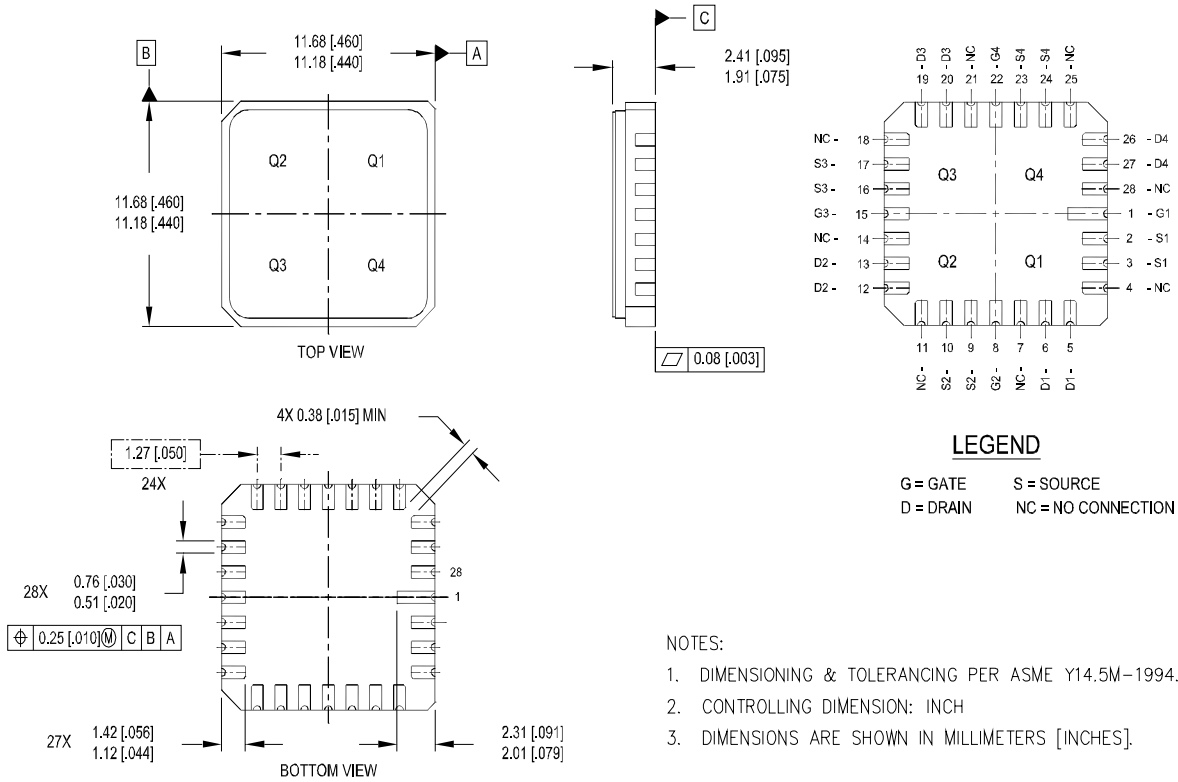 B
11.68 [.460]
11.18 [.440]
A
11.68 [.460]
11.18 [.440]
Q2
Q1
Q3
Q4
TOP VIEW
C
2.41 [.095]
1.91 [.075]
0.08 [.003]
- D3
- D3
- NC
- G4
- S4
- S4
- NC
19
20
21
22
23
24
25
NC - 18
S3 - 17
S3 - 16
G3 - 15
NC - 14
D2 - 13
D2 - 12
26 - D4
27 - D4
28 - NC
1 - G1
2 - S1
3 - S1
4 - NC
Q3
Q4
Q2
Q1
11
10
9
8
7
6
5
NC -
S2 -
S2 -
G2 -
NC -
D1 -
D1 -
LEGEND
G = GATE S = SOURCE
D = DRAIN NC = NO CONNECTION
4X 0.38 [.015] MIN
1.27 [.050]
24X
28X 0.76 [.030]
0.51 [.020]
⌖ 0.25 [.010] Ⓜ C B A
28
1
27X 1.42 [.056]
1.12 [.044]
2.31 [.091]
2.01 [.079]
BOTTOM VIEW
NOTES:
1. DIMENSIONING & TOLERANCING PER ASME Y14.5M-1994.
2. CONTROLLING DIMENSION: INCH
3. DIMENSIONS ARE SHOWN IN MILLIMETERS [INCHES].